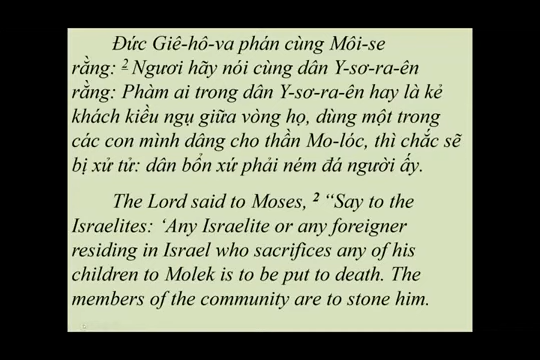 Đức Giê-hô-va phán cùng Môi-se
rằng: 2 Ngươi hãy nói cùng dân Y-sơ-ra-ên
rằng: Phàm ai trong dân Y-sơ-ra-ên hay là kẻ
khách kiều ngụ giữa vòng họ, dùng một trong
các con mình dâng cho thần Mo-lóc, thì chắc sẽ
bị xử tử: dân bổn xứ phải ném đá người ấy.
The Lord said to Moses, 2 “Say to the
Israelites: ‘Any Israelite or any foreigner
residing in Israel who sacrifices any of his
children to Molek is to be put to death. The
members of the community are to stone him.